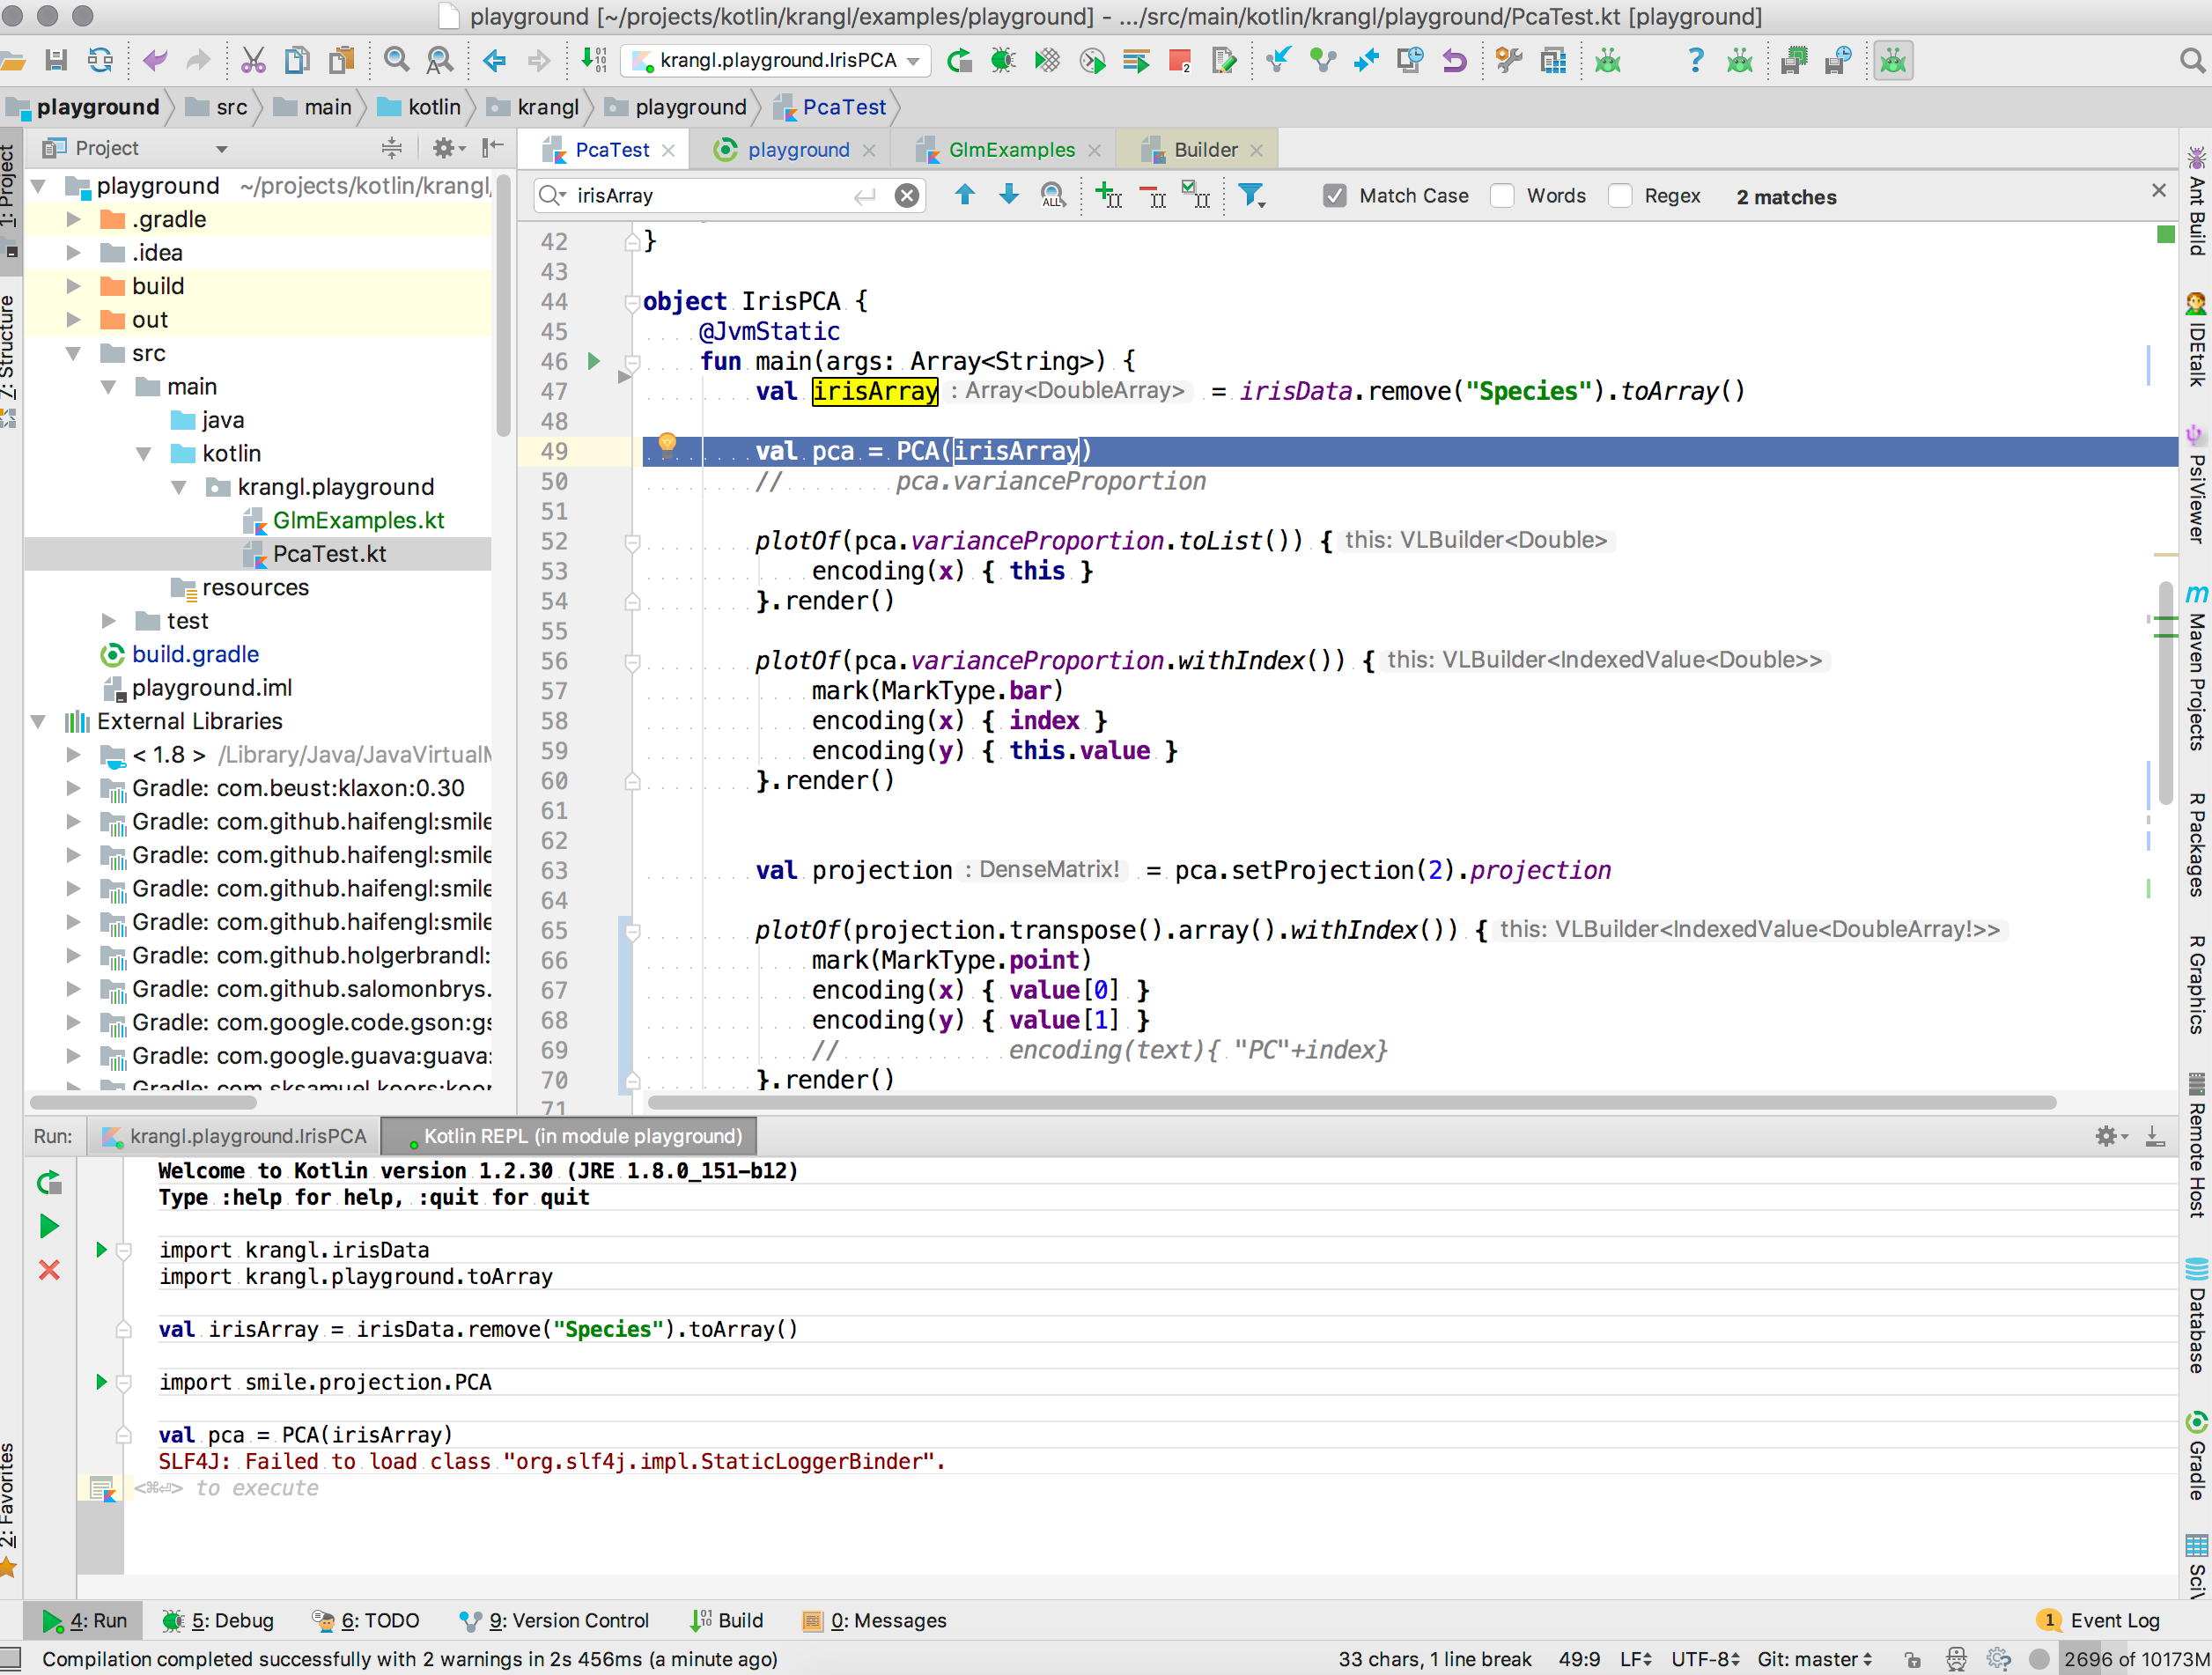 playground [~/projects/kotlin/krangl/examples/playground] - .../src/main/kotlin/krangl/playground/PcaTest.kt [playground]
krangl.playground.IrisPCA
2
playground src main kotlin krangl playground PcaTest
Project
PcaTest playground GlmExamples Builder
irisArray
Match Case Words Regex 2 matches
1: Project
7: Structure
2: Favorites
playground ~/projects/kotlin/krangl/
.gradle
.idea
build
out
src
main
java
kotlin
krangl.playground
GlmExamples.kt
PcaTest.kt
resources
test
build.gradle
playground.iml
External Libraries
< 1.8 > /Library/Java/JavaVirtualM
Gradle: com.beust:klaxon:0.30
Gradle: com.github.haifengl:smile
Gradle: com.github.haifengl:smile
Gradle: com.github.haifengl:smile
Gradle: com.github.haifengl:smile
Gradle: com.github.holgerbrandl:
Gradle: com.github.salomonbrys.
Gradle: com.google.code.gson:gs
Gradle: com.google.guava:guava:
Gradle: com.sksamuel.koors:koor
42 }
43
44 object IrisPCA {
45 @JvmStatic
46 fun main(args: Array<String>) {
47 val irisArray : Array<DoubleArray> = irisData.remove("Species").toArray()
48
49 val pca = PCA(irisArray)
50 // pca.varianceProportion
51
52 plotOf(pca.varianceProportion.toList()) { this: VLBuilder<Double>
53 encoding(x) { this }
54 }.render()
55
56 plotOf(pca.varianceProportion.withIndex()) { this: VLBuilder<IndexedValue<Double>>
57 mark(MarkType.bar)
58 encoding(x) { index }
59 encoding(y) { this.value }
60 }.render()
61
62
63 val projection : DenseMatrix! = pca.setProjection(2).projection
64
65 plotOf(projection.transpose().array().withIndex()) { this: VLBuilder<IndexedValue<DoubleArray!>>
66 mark(MarkType.point)
67 encoding(x) { value[0] }
68 encoding(y) { value[1] }
69 // encoding(text){ "PC"+index}
70 }.render()
71
Ant Build
IDEtalk
PsiViewer
Maven Projects
R Packages
R Graphics
Remote Host
Database
Gradle
SciV
Run: krangl.playground.IrisPCA Kotlin REPL (in module playground)
Welcome to Kotlin version 1.2.30 (JRE 1.8.0_151-b12)
Type :help for help, :quit for quit
import krangl.irisData
import krangl.playground.toArray
val irisArray = irisData.remove("Species").toArray()
import smile.projection.PCA
val pca = PCA(irisArray)
SLF4J: Failed to load class "org.slf4j.impl.StaticLoggerBinder".
<⌘⏎> to execute
4: Run 5: Debug 6: TODO 9: Version Control Build 0: Messages 1 Event Log
Compilation completed successfully with 2 warnings in 2s 456ms (a minute ago) 33 chars, 1 line break 49:9 LF UTF-8 Git: master 2696 of 10173M